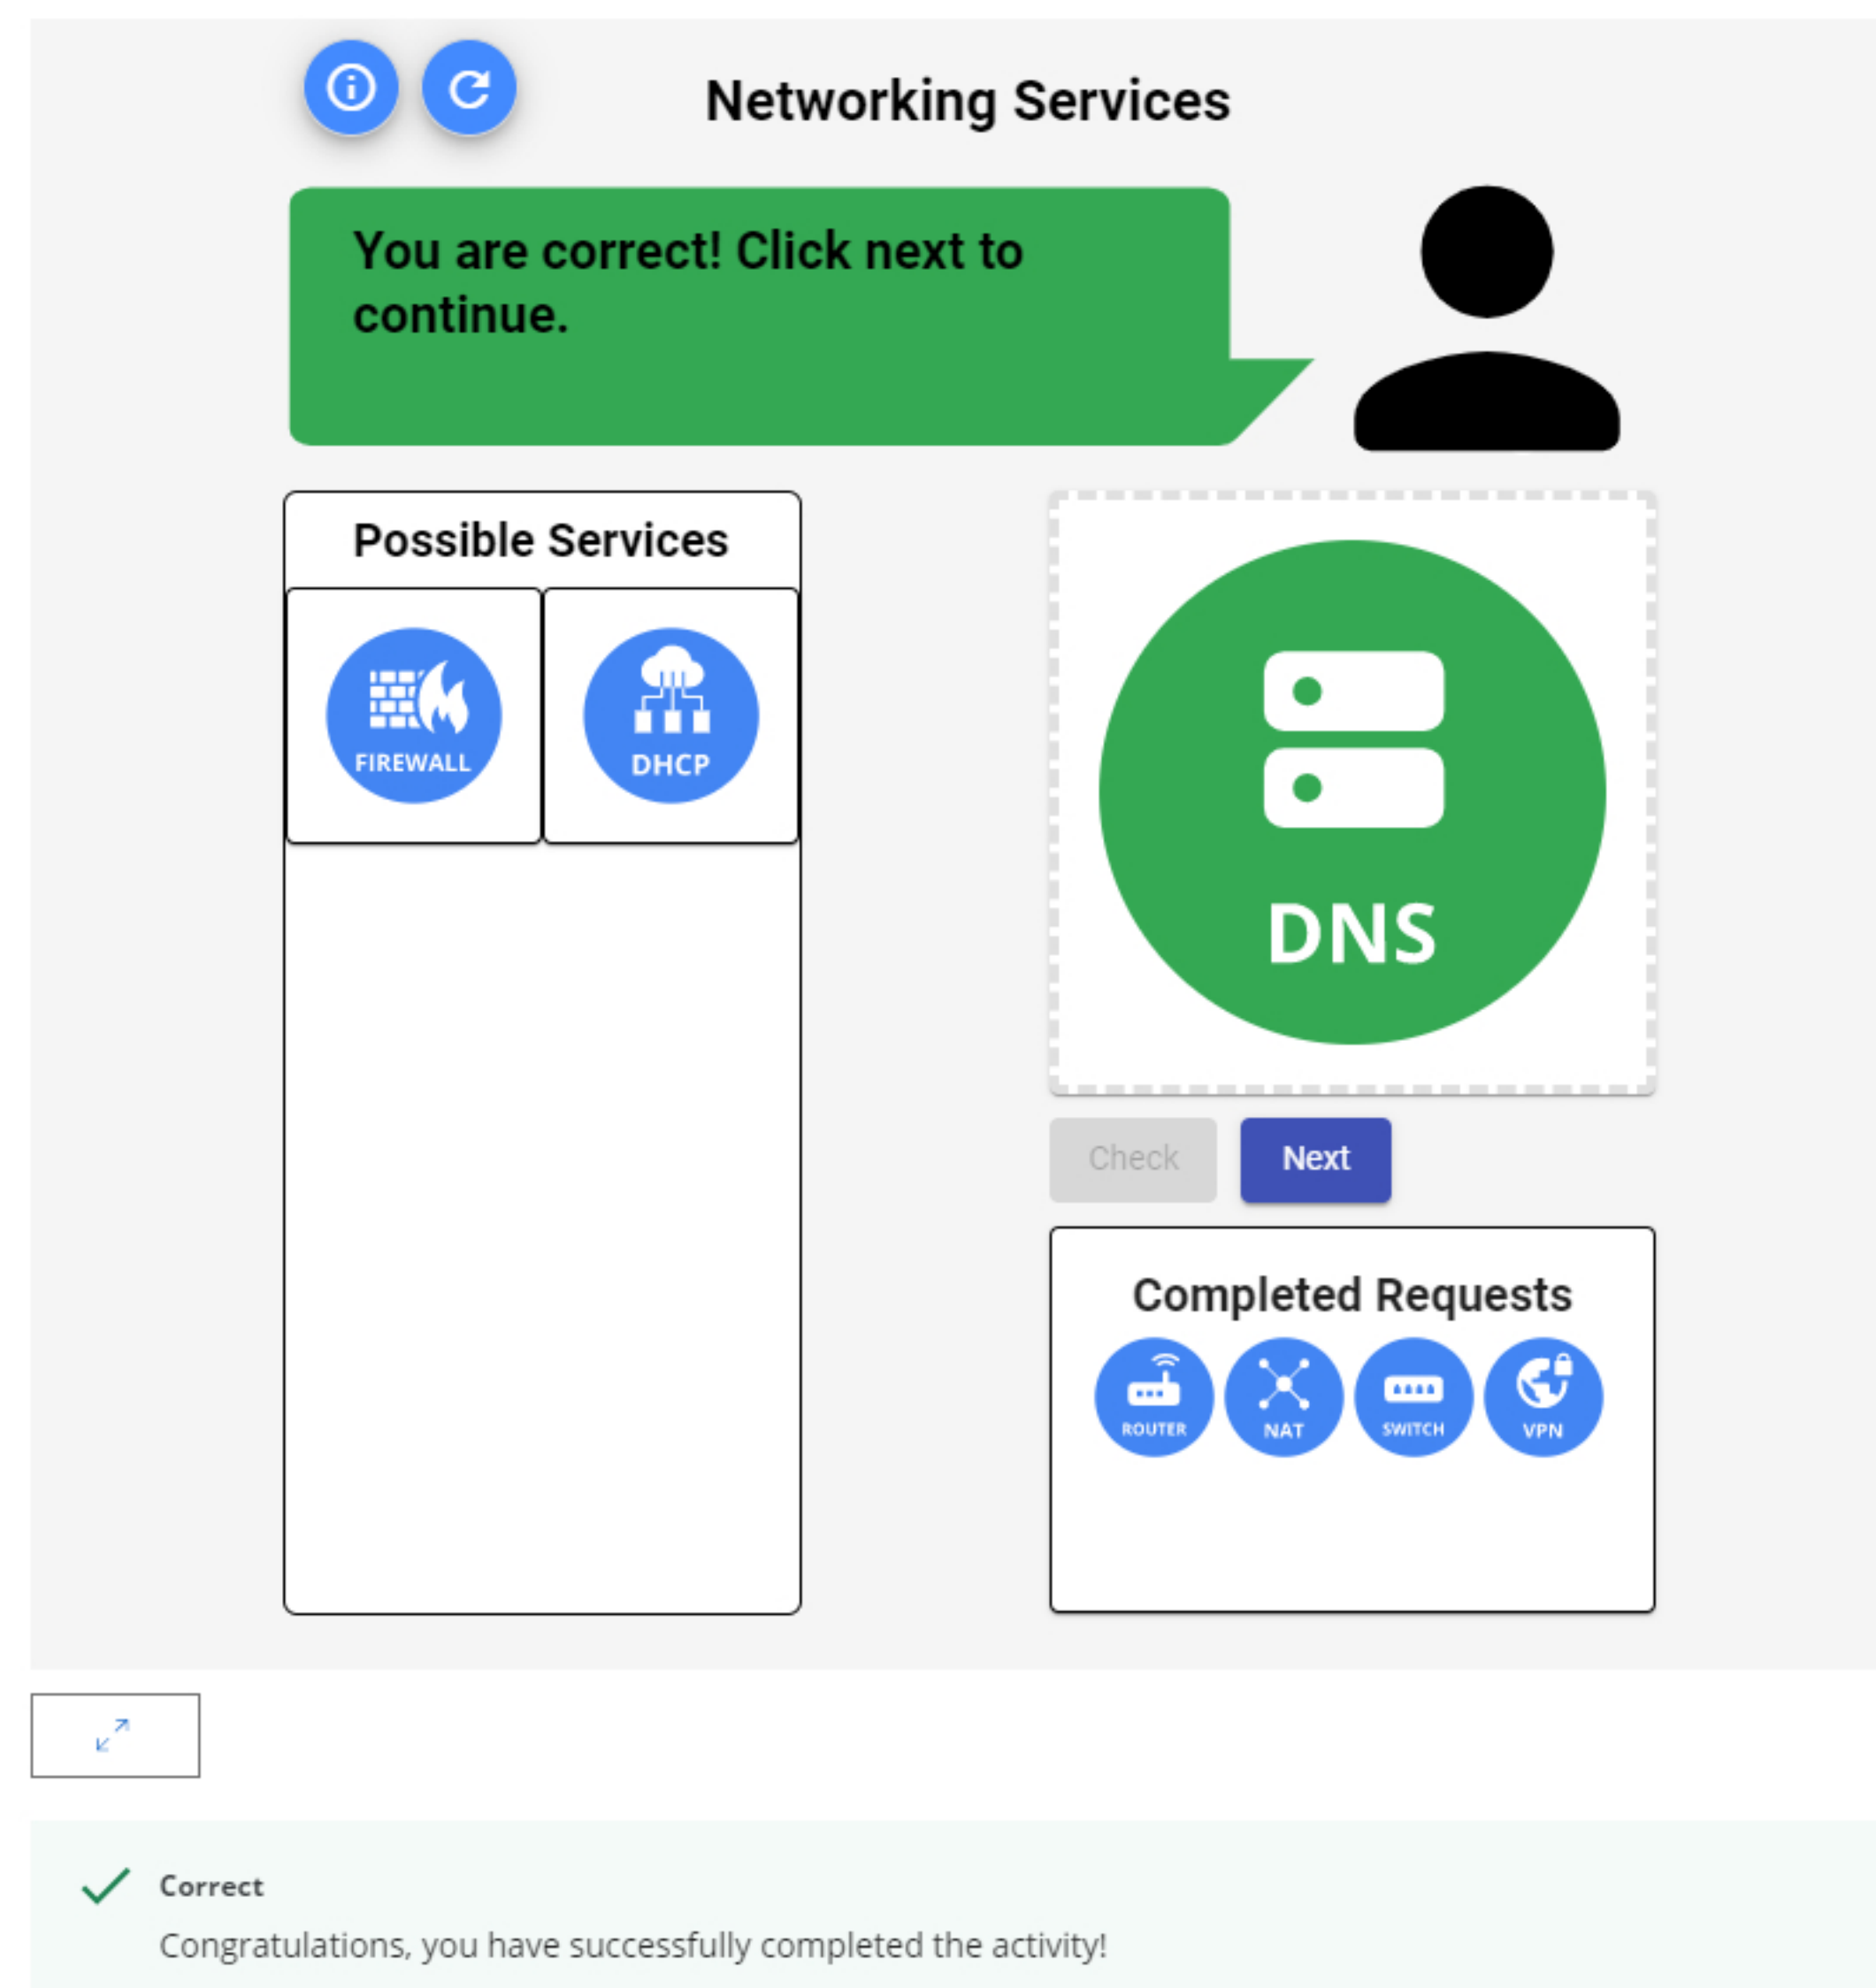 Networking Services
You are correct! Click next to
continue.
Possible Services
FIREWALL
DHCP
DNS
Check
Next
Completed Requests
ROUTER
NAT
SWITCH
VPN
Correct
Congratulations, you have successfully completed the activity!